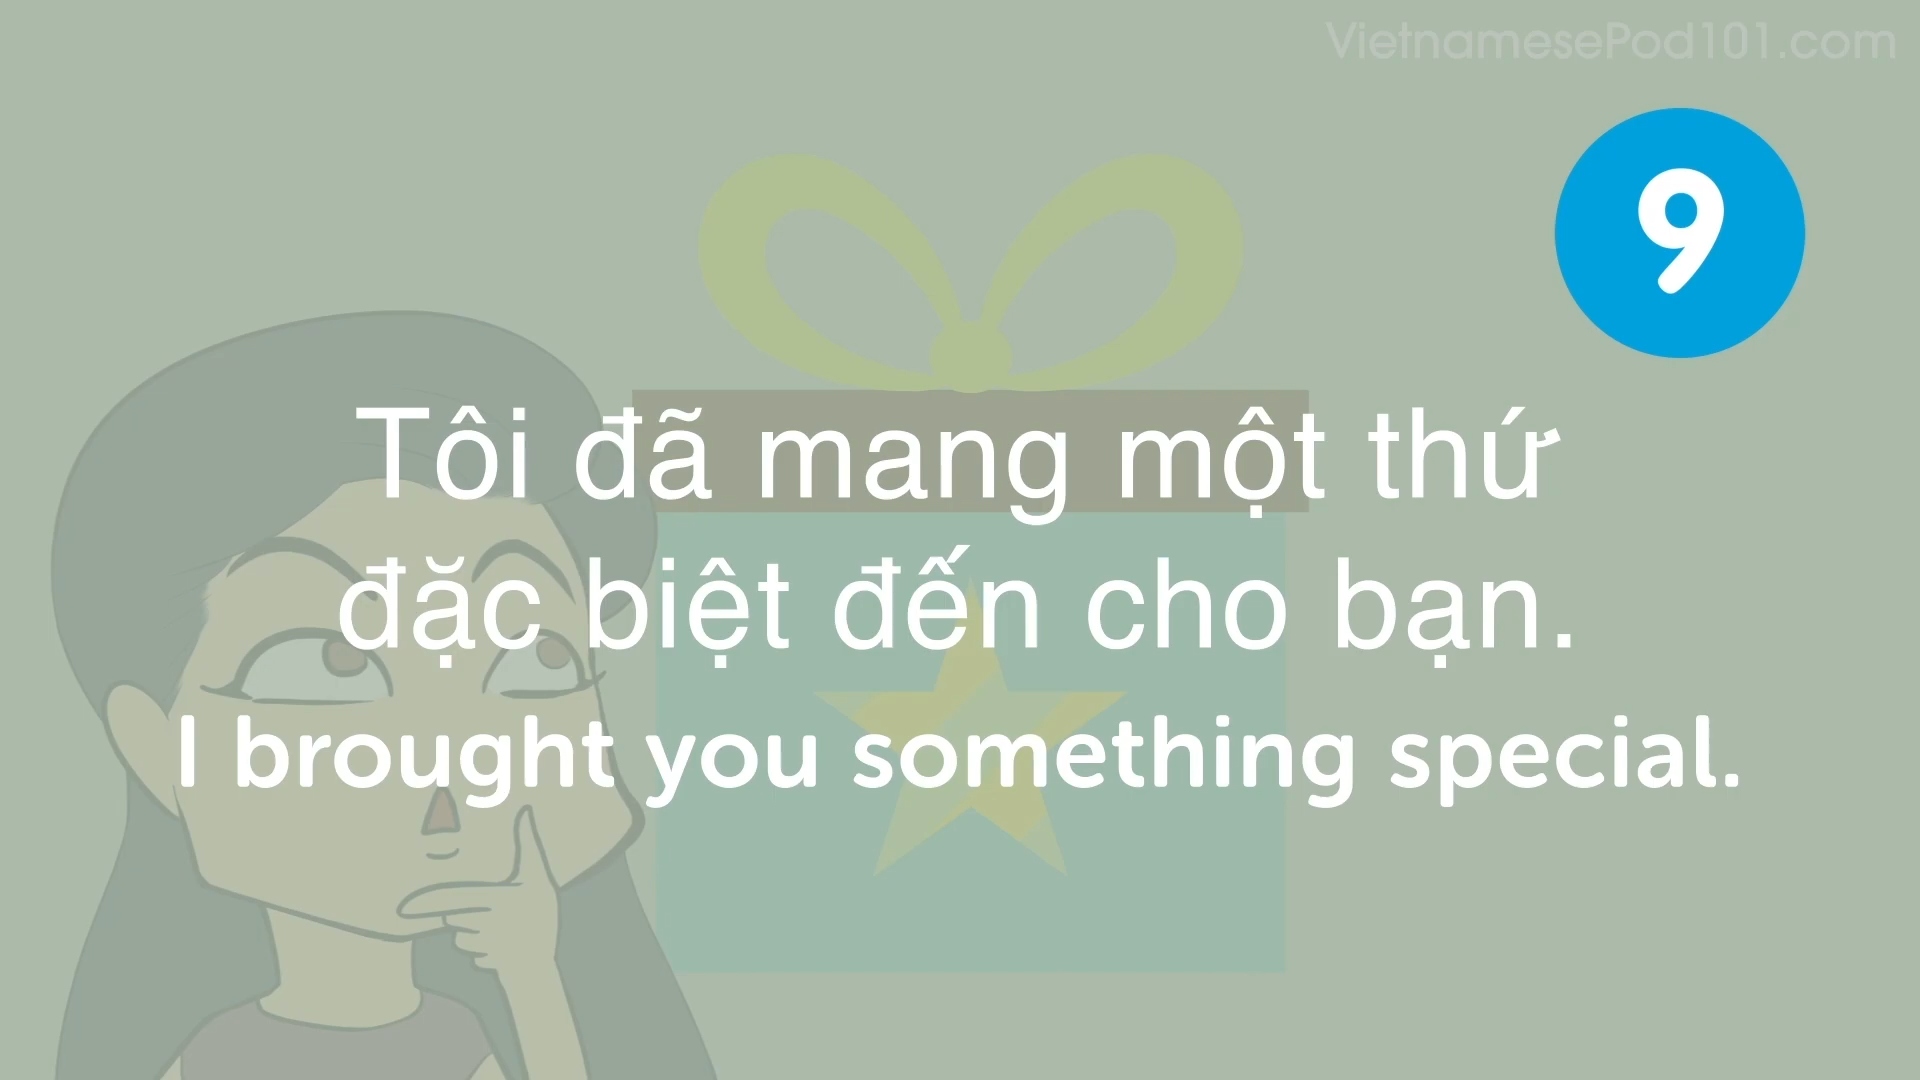 VietnamesePod101.com
9
Tôi đã mang một thứ
đặc biệt đến cho bạn.
I brought you something special.